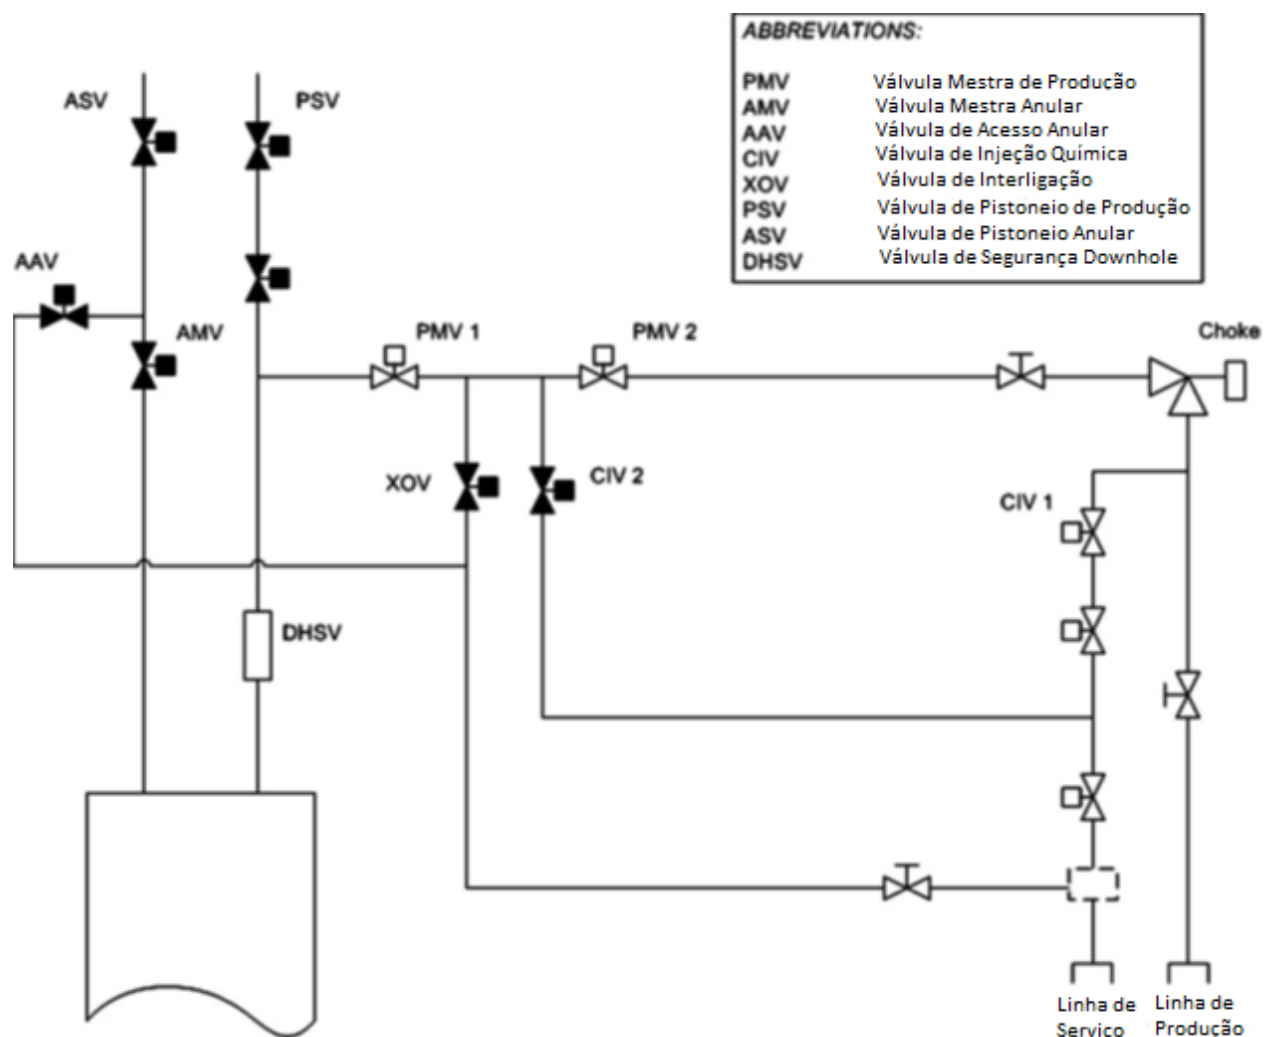 ABBREVIATIONS:
PMV Válvula Mestra de Produção
AMV Válvula Mestra Anular
AAV Válvula de Acesso Anular
CIV Válvula de Injeção Química
XOV Válvula de Interligação
PSV Válvula de Pistoneio de Produção
ASV Válvula de Pistoneio Anular
DHSV Válvula de Segurança Downhole
ASV
PSV
AAV
AMV
PMV 1
PMV 2
Choke
XOV
CIV 2
CIV 1
DHSV
Linha de
Serviço
Linha de
Produção